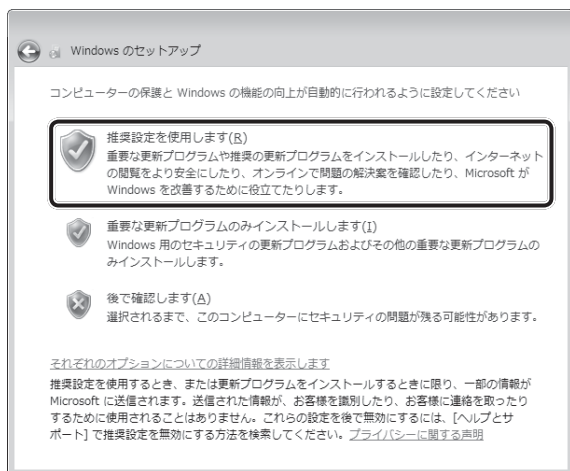 Windows のセットアップ
コンピューターの保護と Windows の機能の向上が自動的に行われるように設定してください
推奨設定を使用します(R)
重要な更新プログラムや推奨の更新プログラムをインストールしたり、インターネット
の閲覧をより安全にしたり、オンラインで問題の解決案を確認したり、Microsoft が
Windows を改善するために役立てたりします。
重要な更新プログラムのみインストールします(I)
Windows 用のセキュリティの更新プログラムおよびその他の重要な更新プログラムの
みインストールします。
後で確認します(A)
選択されるまで、このコンピューターにセキュリティの問題が残る可能性があります。
それぞれのオプションについての詳細情報を表示します
推奨設定を使用するとき、または更新プログラムをインストールするときに限り、一部の情報が
Microsoft に送信されます。送信された情報が、お客様を識別したり、お客様に連絡を取ったり
するために使用されることはありません。これらの設定を後で無効にするには、[ヘルプとサ
ポート] で推奨設定を無効にする方法を検索してください。プライバシーに関する声明